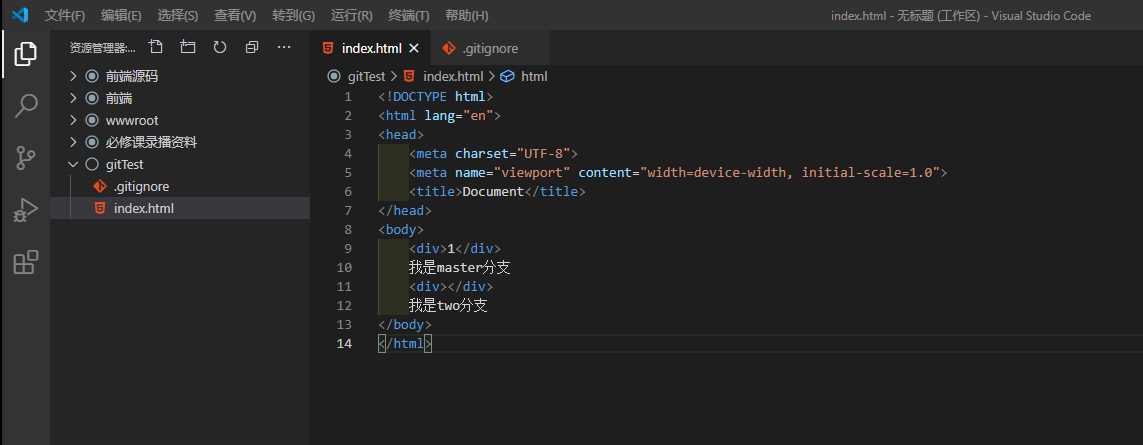 文件(F) 编辑(E) 选择(S) 查看(V) 转到(G) 运行(R) 终端(T) 帮助(H) index.html - 无标题 (工作区) - Visual Studio Code
资源管理器:...
前端源码
前端
wwwroot
必修课录播资料
gitTest
.gitignore
index.html
index.html .gitignore
gitTest > index.html > html
1 <!DOCTYPE html>
2 <html lang="en">
3 <head>
4 <meta charset="UTF-8">
5 <meta name="viewport" content="width=device-width, initial-scale=1.0">
6 <title>Document</title>
7 </head>
8 <body>
9 <div>1</div>
10 我是master分支
11 <div></div>
12 我是two分支
13 </body>
14 </html>